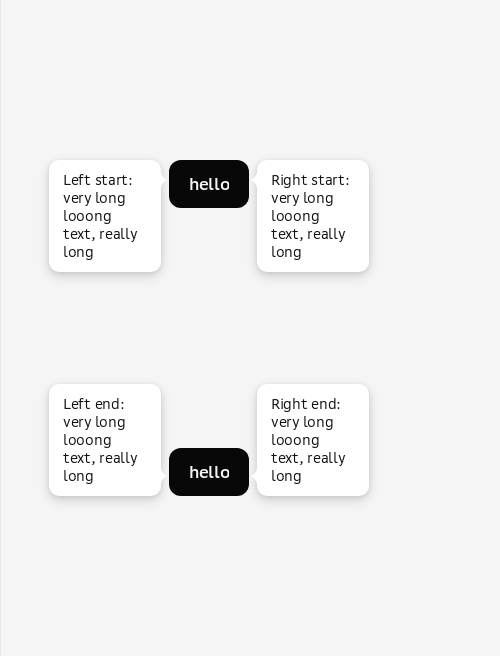 Left start:
very long
looong
text, really
long
hello
Right start:
very long
looong
text, really
long
Left end:
very long
looong
text, really
long
hello
Right end:
very long
looong
text, really
long